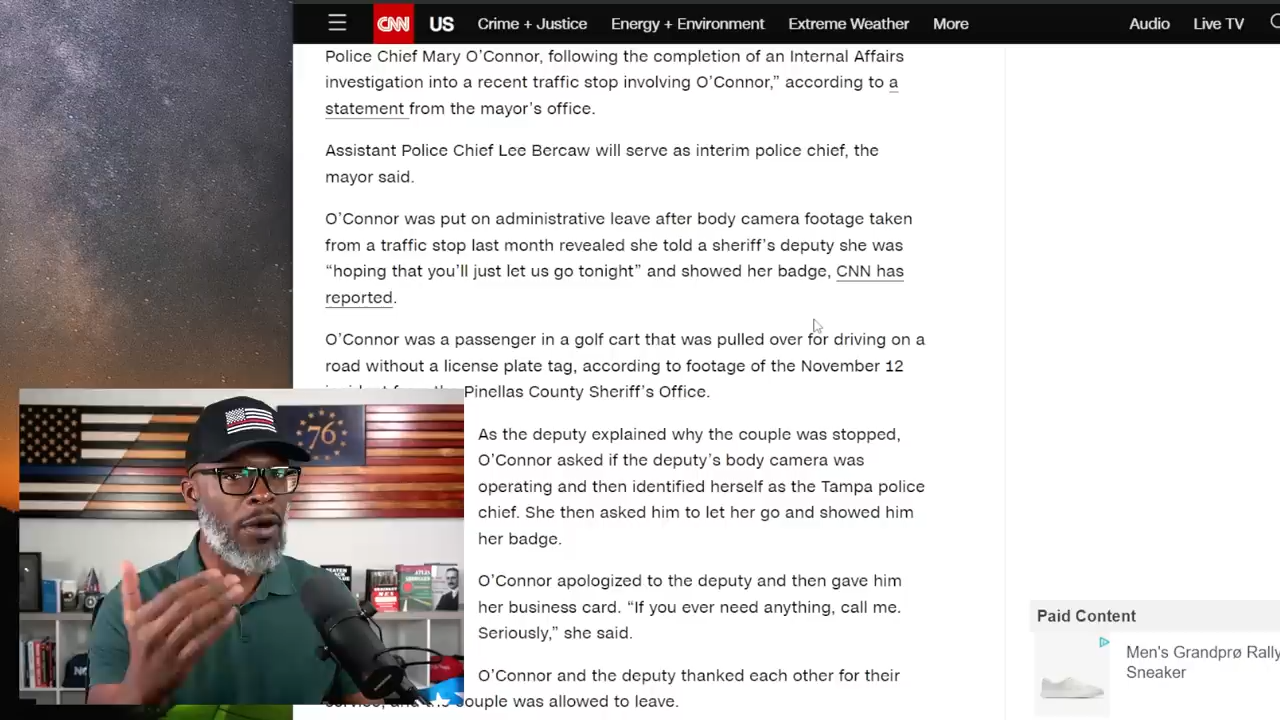 CNN US Crime + Justice Energy + Environment Extreme Weather More Audio Live TV
Police Chief Mary O’Connor, following the completion of an Internal Affairs
investigation into a recent traffic stop involving O’Connor,” according to a
statement from the mayor’s office.
Assistant Police Chief Lee Bercaw will serve as interim police chief, the
mayor said.
O’Connor was put on administrative leave after body camera footage taken
from a traffic stop last month revealed she told a sheriff’s deputy she was
“hoping that you’ll just let us go tonight” and showed her badge, CNN has
reported.
O’Connor was a passenger in a golf cart that was pulled over for driving on a
road without a license plate tag, according to footage of the November 12
Pinellas County Sheriff’s Office.
As the deputy explained why the couple was stopped,
O’Connor asked if the deputy’s body camera was
operating and then identified herself as the Tampa police
chief. She then asked him to let her go and showed him
her badge.
O’Connor apologized to the deputy and then gave him
her business card. “If you ever need anything, call me.
Seriously,” she said.
O’Connor and the deputy thanked each other for their
couple was allowed to leave.
76
Paid Content
Men's Grandprø Rally
Sneaker